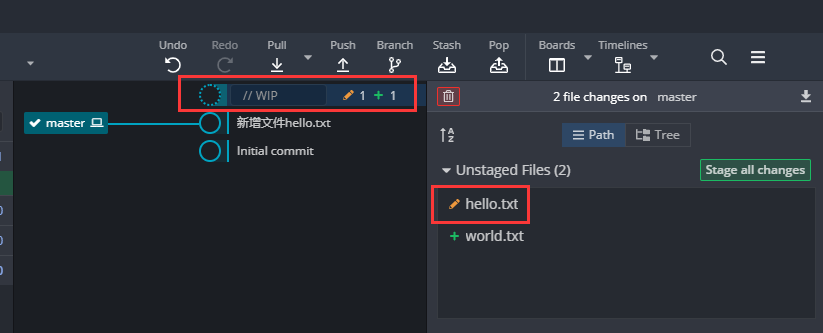 Undo Redo Pull Push Branch Stash Pop Boards Timelines
// WIP 1 + 1
2 file changes on master
master 新增文件hello.txt
Initial commit
Path Tree
Unstaged Files (2) Stage all changes
hello.txt
+ world.txt